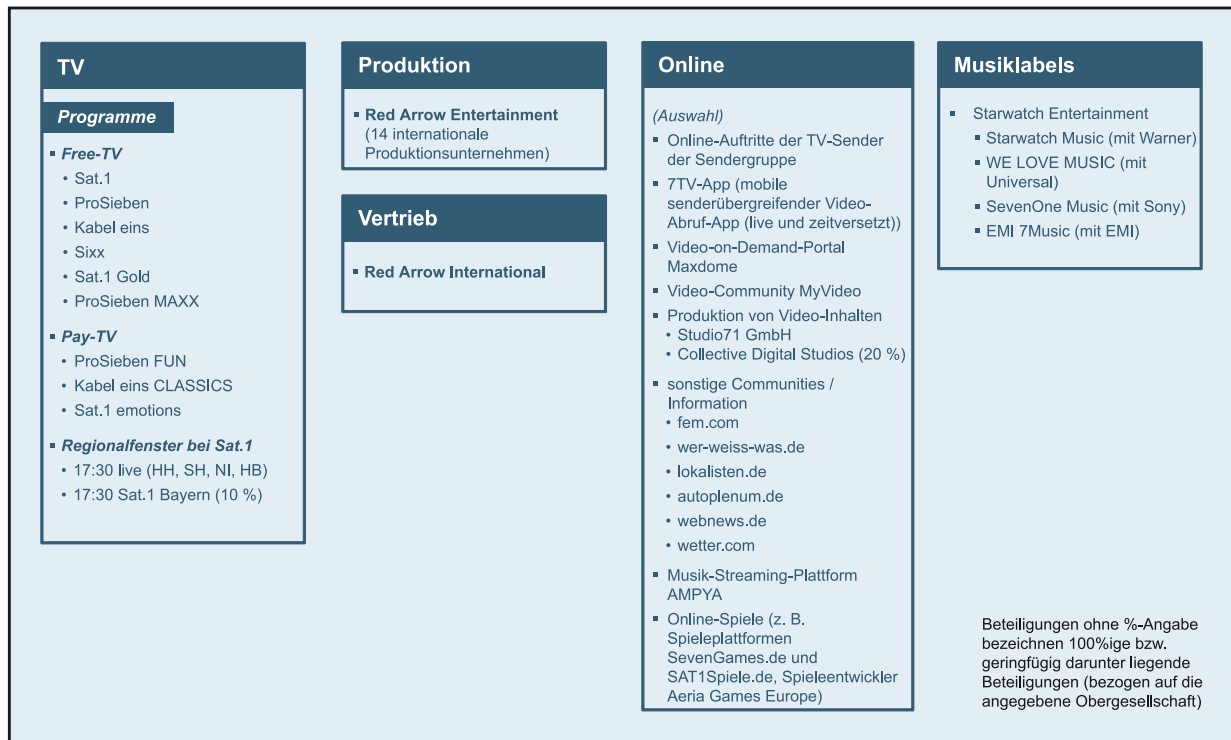 TV
Programme
▪ Free-TV
• Sat.1
• ProSieben
• Kabel eins
• Sixx
• Sat.1 Gold
• ProSieben MAXX
▪ Pay-TV
• ProSieben FUN
• Kabel eins CLASSICS
• Sat.1 emotions
▪ Regionalfenster bei Sat.1
• 17:30 live (HH, SH, NI, HB)
• 17:30 Sat.1 Bayern (10 %)
Produktion
▪ Red Arrow Entertainment
(14 internationale
Produktionsunternehmen)
Vertrieb
▪ Red Arrow International
Online
(Auswahl)
▪ Online-Auftritte der TV-Sender
der Sendergruppe
▪ 7TV-App (mobile
senderübergreifender Video-
Abruf-App (live und zeitversetzt))
▪ Video-on-Demand-Portal
Maxdome
▪ Video-Community MyVideo
▪ Produktion von Video-Inhalten
• Studio71 GmbH
• Collective Digital Studios (20 %)
▪ sonstige Communities /
Information
• fem.com
• wer-weiss-was.de
• lokalisten.de
• autoplenum.de
• webnews.de
• wetter.com
▪ Musik-Streaming-Plattform
AMPYA
▪ Online-Spiele (z. B.
Spieleplattformen
SevenGames.de und
SAT1Spiele.de, Spieleentwickler
Aeria Games Europe)
Musiklabels
▪ Starwatch Entertainment
▪ Starwatch Music (mit Warner)
▪ WE LOVE MUSIC (mit
Universal)
▪ SevenOne Music (mit Sony)
▪ EMI 7Music (mit EMI)
Beteiligungen ohne %-Angabe
bezeichnen 100%ige bzw.
geringfügig darunter liegende
Beteiligungen (bezogen auf die
angegebene Obergesellschaft)